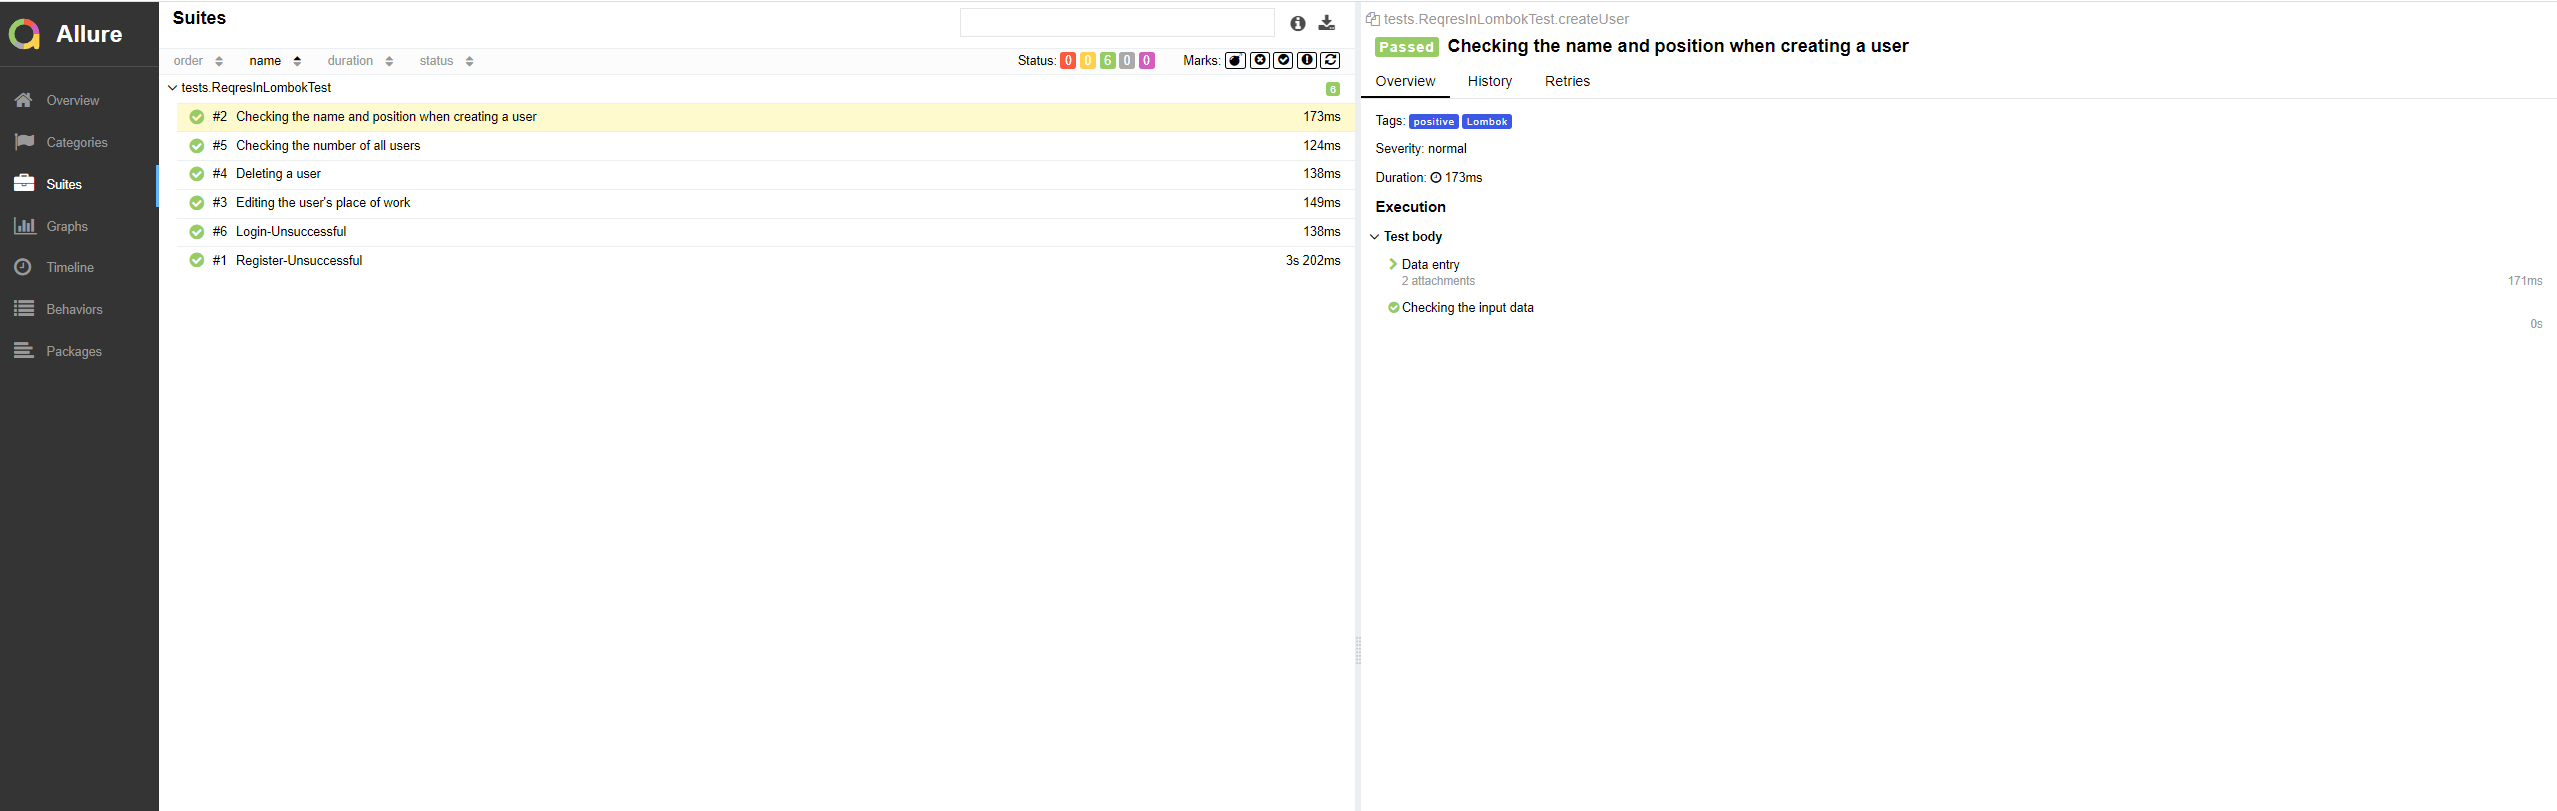 Allure
Overview
Categories
Suites
Graphs
Timeline
Behaviors
Packages
Suites
order name duration status Status: 0 0 6 0 0 Marks:
tests.ReqresInLombokTest 6
#2 Checking the name and position when creating a user 173ms
#5 Checking the number of all users 124ms
#4 Deleting a user 138ms
#3 Editing the user's place of work 149ms
#6 Login-Unsuccessful 138ms
#1 Register-Unsuccessful 3s 202ms
tests.ReqresInLombokTest.createUser
Passed Checking the name and position when creating a user
Overview History Retries
Tags: positive Lombok
Severity: normal
Duration: 173ms
Execution
Test body
Data entry
2 attachments 171ms
Checking the input data
0s